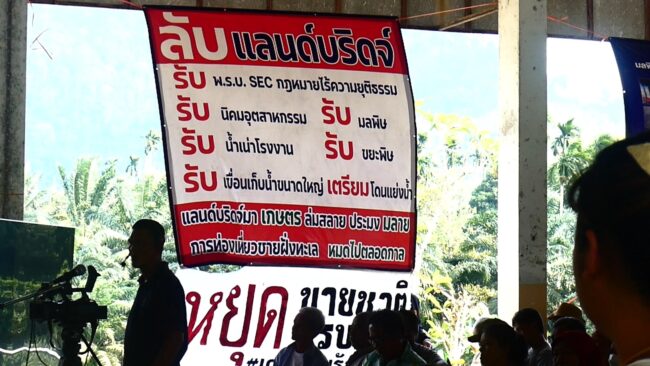 ลับแลนด์บริดจ์
รับ พ.ร.บ. SEC กฎหมายไร้ความยุติธรรม
รับ นิคมอุตสาหกรรม รับ มลพิษ
รับ น้ำเน่าโรงงาน รับ ขยะพิษ
รับ เขื่อนเก็บน้ำขนาดใหญ่ เตรียมโดนแย่งน้ำ
แลนด์บริดจ์มา เกษตร ล่มสลาย ประมง มลาย
การท่องเที่ยวชายฝั่งทะเล หมดไปตลอดกาล
หยุด ขายชาติ